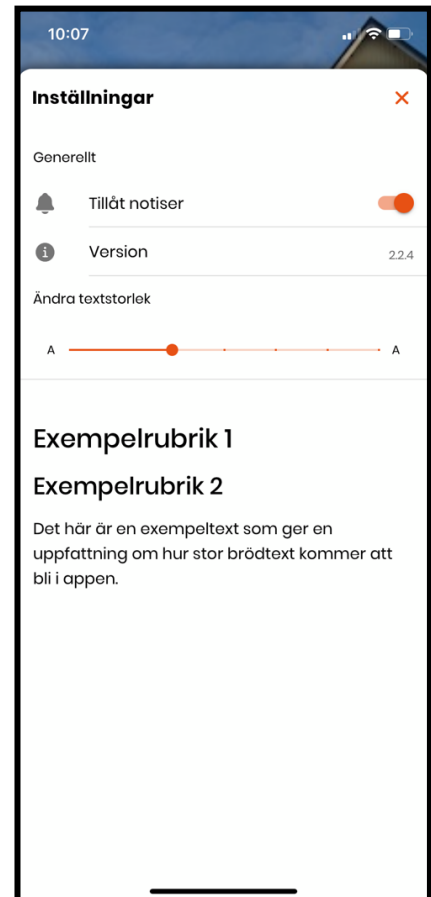 10:07
Inställningar
Generellt
Tillåt notiser
Version 2.2.4
Ändra textstorlek
A A
Exempelrubrik 1
Exempelrubrik 2
Det här är en exempeltext som ger en
uppfattning om hur stor brödtext kommer att
bli i appen.